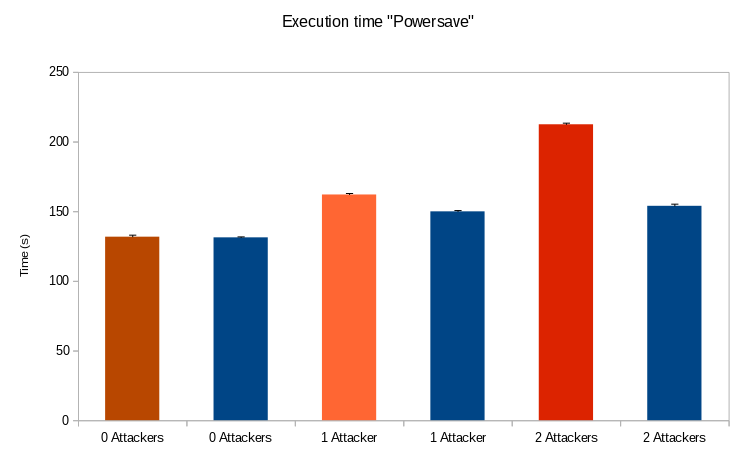 Execution time "Powersave"
250
200
150
100
50
0
Time (s)
0 Attackers 0 Attackers 1 Attacker 1 Attacker 2 Attackers 2 Attackers